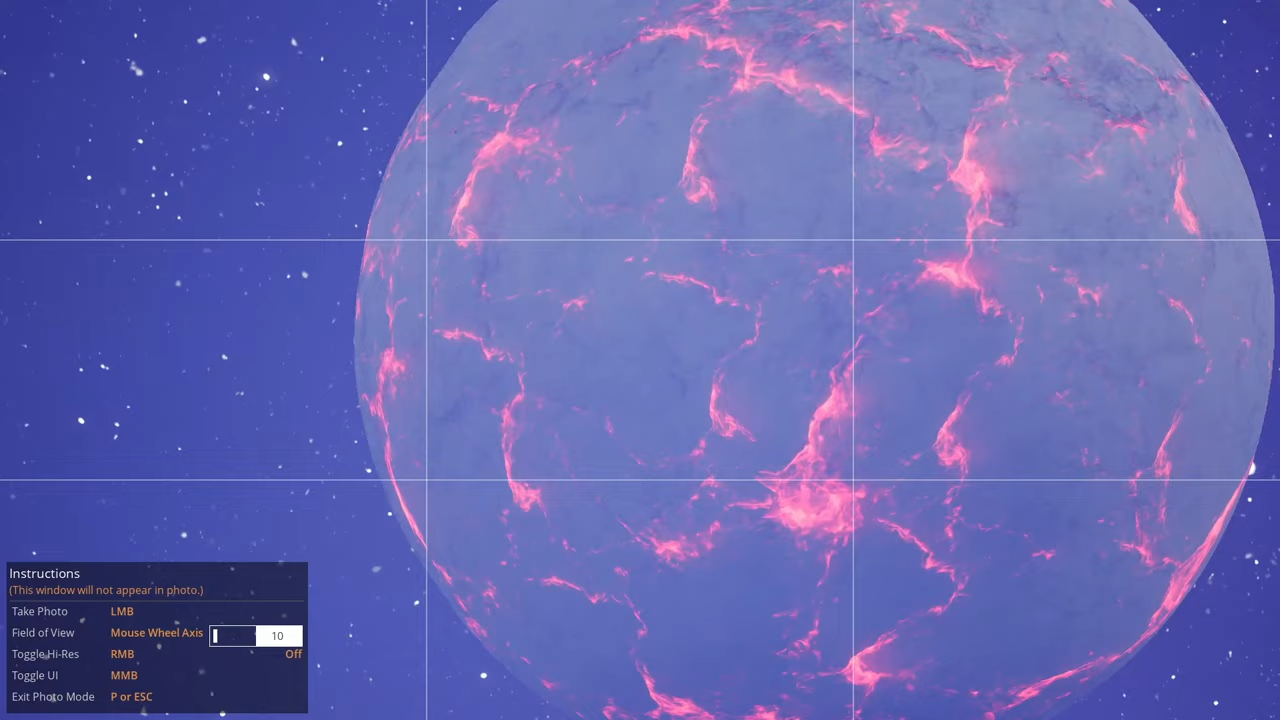 Instructions
(This window will not appear in photo.)
Take Photo LMB
Field of View Mouse Wheel Axis 10
Toggle Hi-Res RMB Off
Toggle UI MMB
Exit Photo Mode P or ESC